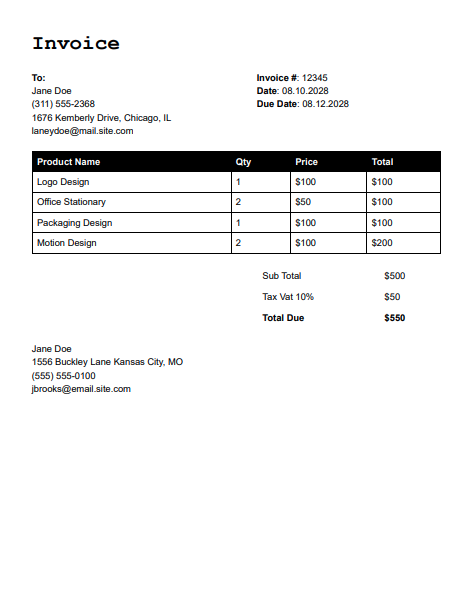 Invoice
To:
Jane Doe
(311) 555-2368
1676 Kemberly Drive, Chicago, IL
laneydoe@mail.site.com
Invoice #: 12345
Date: 08.10.2028
Due Date: 08.12.2028
Product Name Qty Price Total
Logo Design 1 $100 $100
Office Stationary 2 $50 $100
Packaging Design 1 $100 $100
Motion Design 2 $100 $200
Sub Total $500
Tax Vat 10% $50
Total Due $550
Jane Doe
1556 Buckley Lane Kansas City, MO
(555) 555-0100
jbrooks@email.site.com